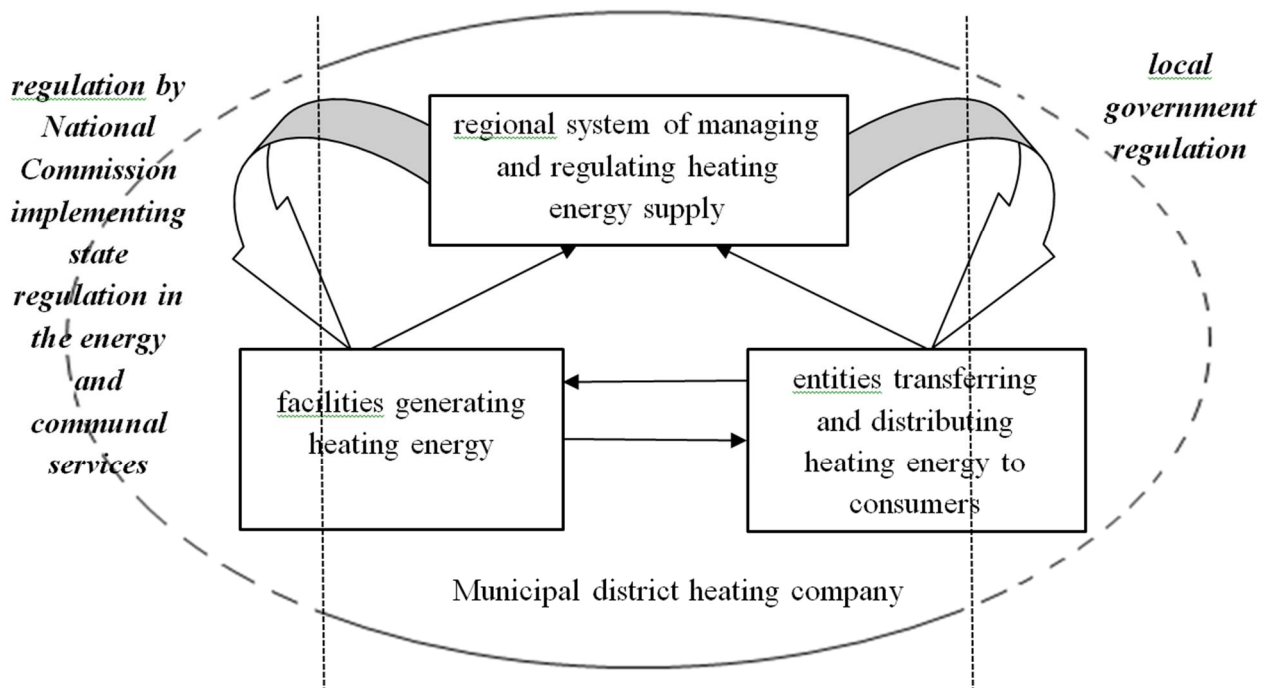 regulation by
National
Commission
implementing
state
regulation in
the energy
and
communal
services
regional system of managing
and regulating heating
energy supply
local
government
regulation
facilities generating
heating energy
entities transferring
and distributing
heating energy to
consumers
Municipal district heating company